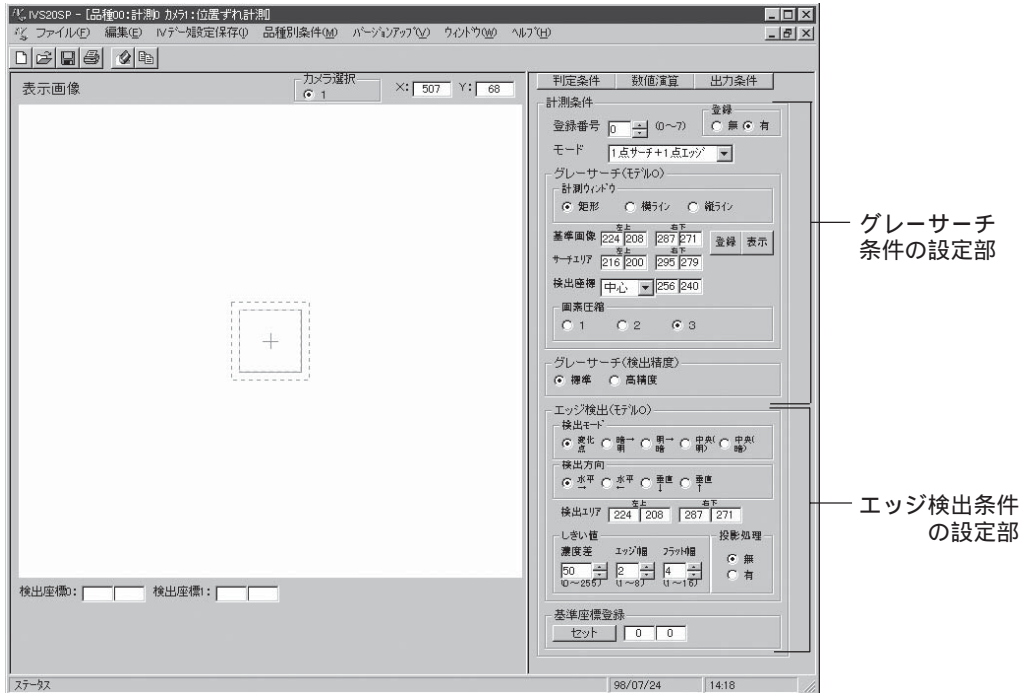 IVS20SP - [品種00:計測0 カメラ1:位置ずれ計測]
ファイル(F) 編集(E) IVデータ設定保存(I) 品種別条件(M) バージョンアップ(V) ウィンドウ(W) ヘルプ(H)
表示画像
カメラ選択
1
X: 507 Y: 68
判定条件 数値演算 出力条件
計測条件
登録番号 0 (0～7)
登録
無 有
モード 1点サーチ+1点エッジ
グレーサーチ(モデル0)
計測ウィンドウ
矩形 横ライン 縦ライン
左上 右下
基準画像 224 208 287 271 登録 表示
左上 右下
サーチエリア 216 200 295 279
検出座標 中心 256 240
画素圧縮
1 2 3
グレーサーチ(検出精度)
標準 高精度
グレーサーチ
条件の設定部
エッジ検出(モデル0)
検出モード
変化点 暗→明 明→暗 中央(明) 中央(暗)
検出方向
水平→ 水平← 垂直↓ 垂直↑
左上 右下
検出エリア 224 208 287 271
しきい値
濃度差 エッジ幅 フラット幅
50 2 4
(0～255) (1～8) (1～16)
投影処理
無
有
基準座標登録
セット 0 0
エッジ検出条件
の設定部
検出座標0: 検出座標1:
ステータス 98/07/24 14:18